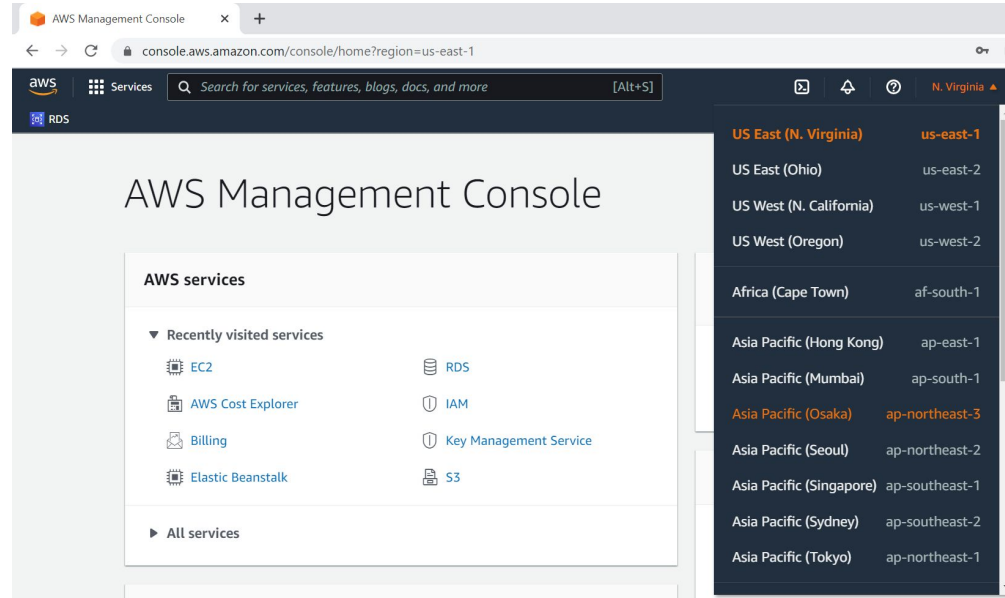 AWS Management Console
console.aws.amazon.com/console/home?region=us-east-1
aws
Services
Search for services, features, blogs, docs, and more [Alt+S]
N. Virginia
RDS
AWS Management Console
AWS services
Recently visited services
EC2
RDS
AWS Cost Explorer
IAM
Billing
Key Management Service
Elastic Beanstalk
S3
All services
US East (N. Virginia) us-east-1
US East (Ohio) us-east-2
US West (N. California) us-west-1
US West (Oregon) us-west-2
Africa (Cape Town) af-south-1
Asia Pacific (Hong Kong) ap-east-1
Asia Pacific (Mumbai) ap-south-1
Asia Pacific (Osaka) ap-northeast-3
Asia Pacific (Seoul) ap-northeast-2
Asia Pacific (Singapore) ap-southeast-1
Asia Pacific (Sydney) ap-southeast-2
Asia Pacific (Tokyo) ap-northeast-1